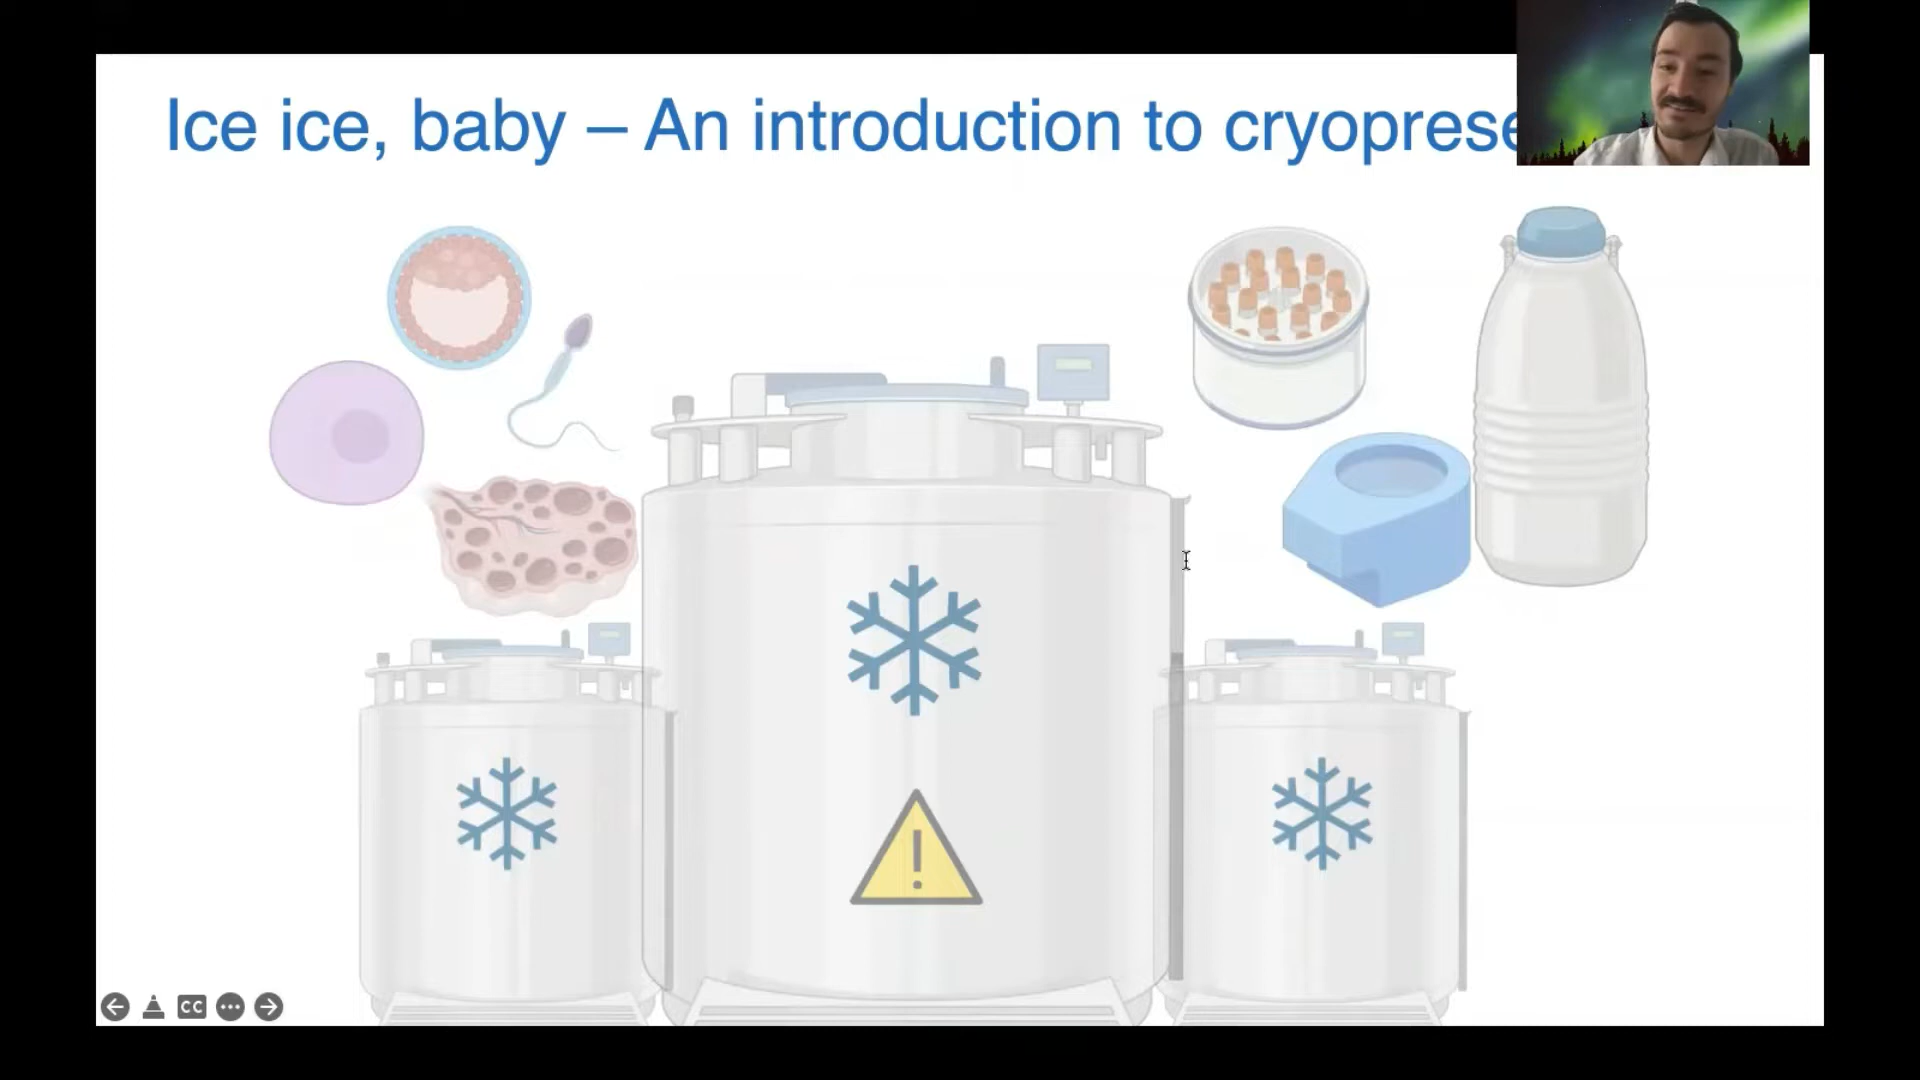 Ice ice, baby – An introduction to cryoprese
CC